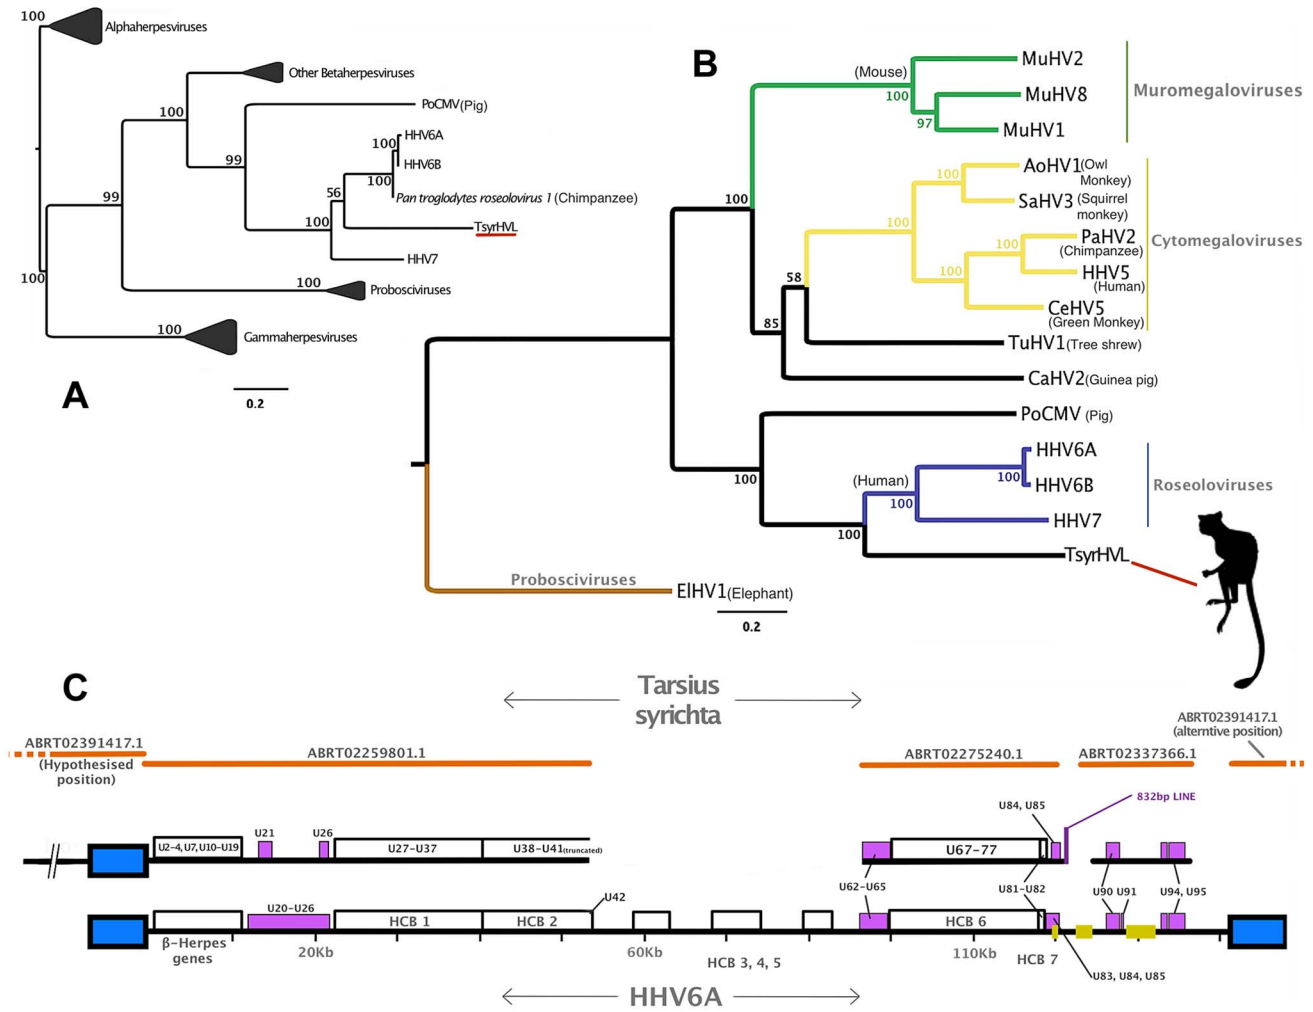 A
100
Alphaherpesviruses
Other Betaherpesviruses
100
PoCMV(Pig)
99
HHV6A
100
HHV6B
100
Pan troglodytes roseolovirus 1 (Chimpanzee)
56
99
100
TsyrHVL
HHV7
100
100
Probosciviruses
100
Gammaherpesviruses
0.2
B
MuHV2
(Mouse)
100
MuHV8
Muromegaloviruses
97
MuHV1
AoHV1(Owl
Monkey)
100
SaHV3 (Squirrel
monkey)
100
100
PaHV2
(Chimpanzee)
Cytomegaloviruses
100
100
HHV5
(Human)
58
CeHV5
(Green Monkey)
85
TuHV1(Tree shrew)
CaHV2(Guinea pig)
PoCMV (Pig)
HHV6A
(Human)
100
HHV6B
Roseoloviruses
100
100
HHV7
100
TsyrHVL
Probosciviruses
ElHV1(Elephant)
0.2
C
Tarsius
syrichta
ABRT02391417.1
(Hypothesised
position)
ABRT02259801.1
ABRT02275240.1
ABRT02337366.1
ABRT02391417.1
(alterntive position)
832bp LINE
U84, U85
U2-4, U7, U10-U19
U21
U26
U27-U37
U38-U41(truncated)
U67-77
U62-U65
U81-U82
U90 U91
U94, U95
U42
U20-U26
HCB 1
HCB 2
HCB 6
β-Herpes
genes
20Kb
60Kb
HCB 3, 4, 5
110Kb
HCB 7
U83, U84, U85
HHV6A